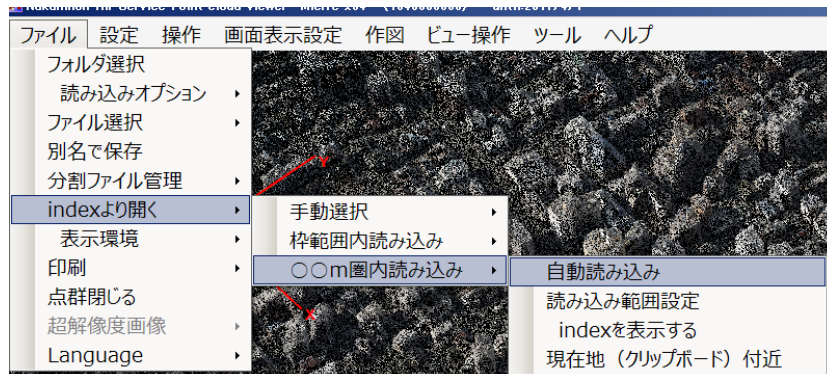 ファイル 設定 操作 画面表示設定 作図 ビュー操作 ツール ヘルプ
フォルダ選択
読み込みオプション
ファイル選択
別名で保存
分割ファイル管理
indexより開く
表示環境
印刷
点群閉じる
超解像度画像
Language
手動選択
枠範囲内読み込み
○○m圏内読み込み
自動読み込み
読み込み範囲設定
indexを表示する
現在地（クリップボード）付近
Y
X